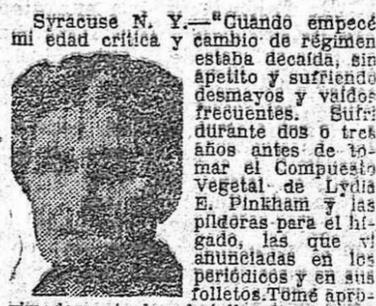 Syracuse N. Y.—"Cuando empecé
mi edad crítica y cambio de régimen
estaba decaída, sin
apetito y sufriendo
desmayos y vaídos
frecuentes. Sufrí
durante dos o tres
años antes de to-
mar el Compuesto
Vegetal de Lydia
E. Pinkham y las
píldoras para el hí-
gado, las que vi
anunciadas en los
periódicos y en sus
folletos. Tomé apro-